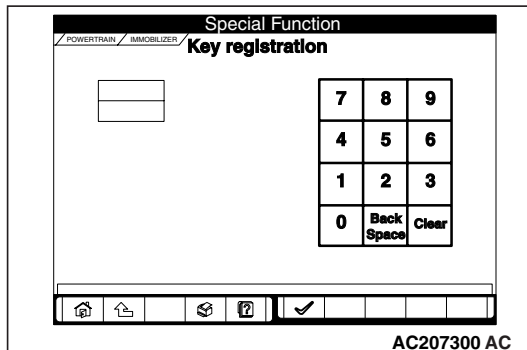 Special Function
POWERTRAIN IMMOBILIZER
Key registration
7 8 9
4 5 6
1 2 3
0 Back Space Clear
?
AC207300 AC